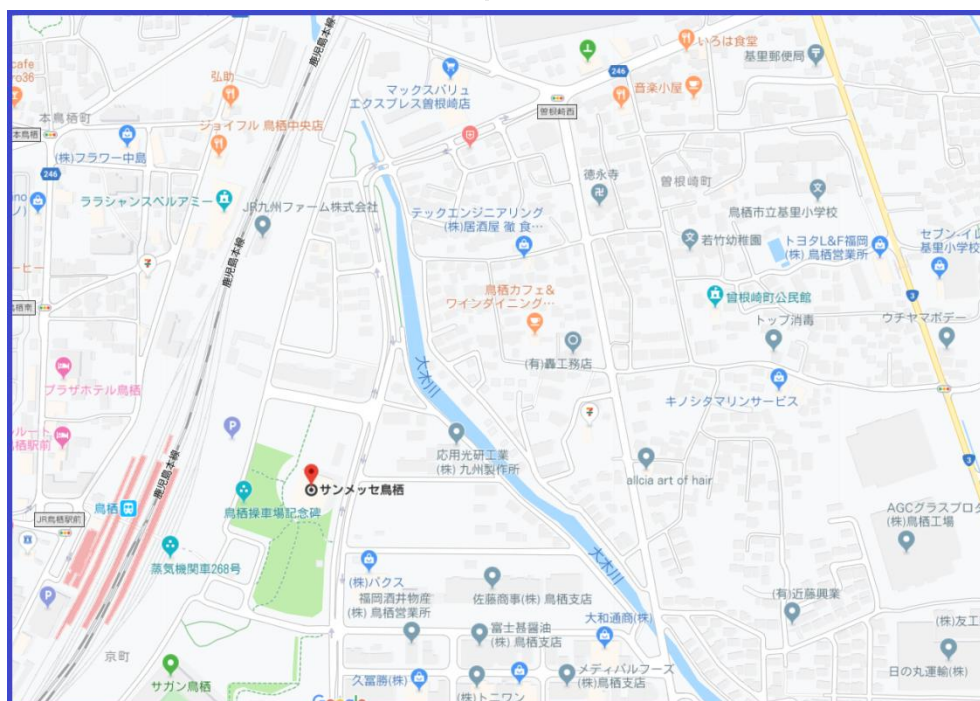 鹿児島本線
いろは食堂
基里郵便局
cafe
弘助
マックスバリュ
エクスプレス曽根崎店
246
音楽小屋
曽根崎西
本鳥栖町
本鳥栖
ジョイフル 鳥栖中央店
(株)フラワー中島
246
徳永寺
曽根崎町
鳥栖市立基里小学校
ララシャンスベルアミー
JR九州ファーム株式会社
テックエンジニアリング
(株)居酒屋 徹 食…
若竹幼稚園
トヨタL&F福岡
(株) 鳥栖営業所
セブン-イ
基里小学校
鹿児島本線
鳥栖カフェ&
ワインダイニング…
曽根崎町公民館
3
トップ消毒
ウチヤマボデー
(有)轟工務店
大木川
プラザホテル鳥栖
キノシタマリンサービス
P
応用光研工業
(株) 九州製作所
鳥栖駅前
鹿児島本線
allcia art of hair
3
サンメッセ鳥栖
鳥栖
鳥栖操車場記念碑
JR鳥栖駅前
AGCグラスプロダ
(株)鳥栖工場
蒸気機関車268号
大木川
(株)バクス
福岡酒井物産
(株) 鳥栖営業所
佐藤商事(株) 鳥栖支店
(有)近藤興業
P
大和通商(株)
富士甚醤油
(株) 鳥栖支店
(株)友工
京町
日の丸運輸(株)
サガン鳥栖
久冨勝(株)
メディパルフーズ
(株)鳥栖支店
(株)トニワン
Google